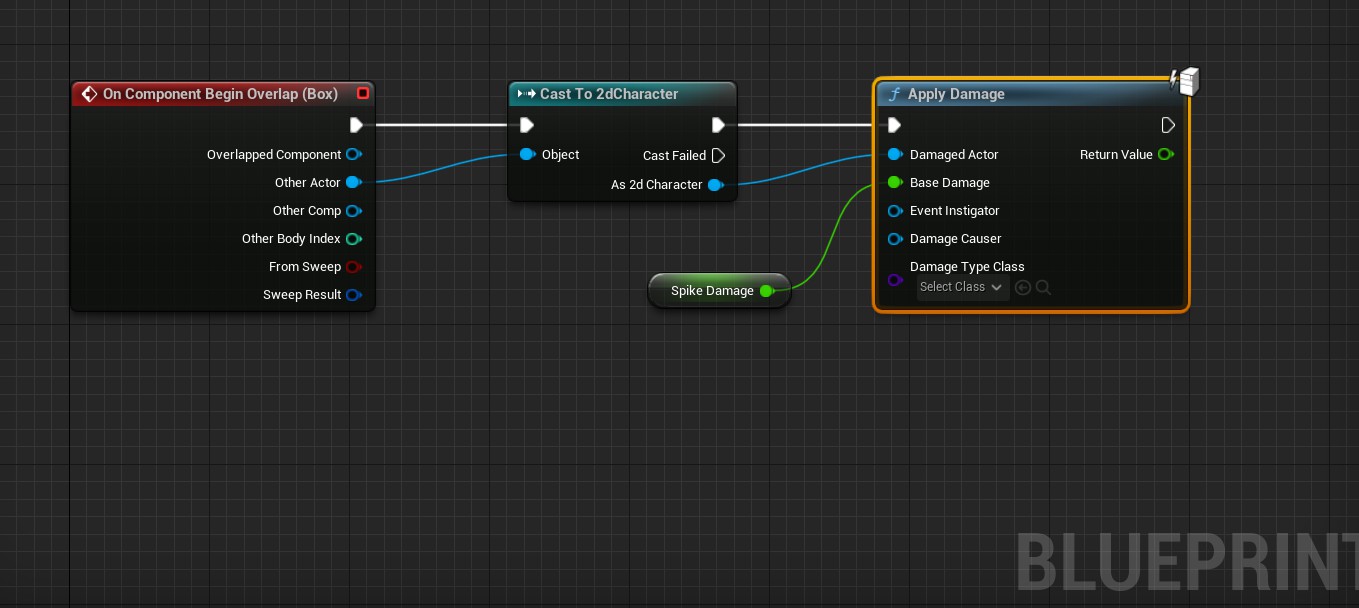 On Component Begin Overlap (Box)
Overlapped Component
Other Actor
Other Comp
Other Body Index
From Sweep
Sweep Result
Cast To 2dCharacter
Object
Cast Failed
As 2d Character
Spike Damage
Apply Damage
Damaged Actor
Return Value
Base Damage
Event Instigator
Damage Causer
Damage Type Class
Select Class
BLUEPRINT